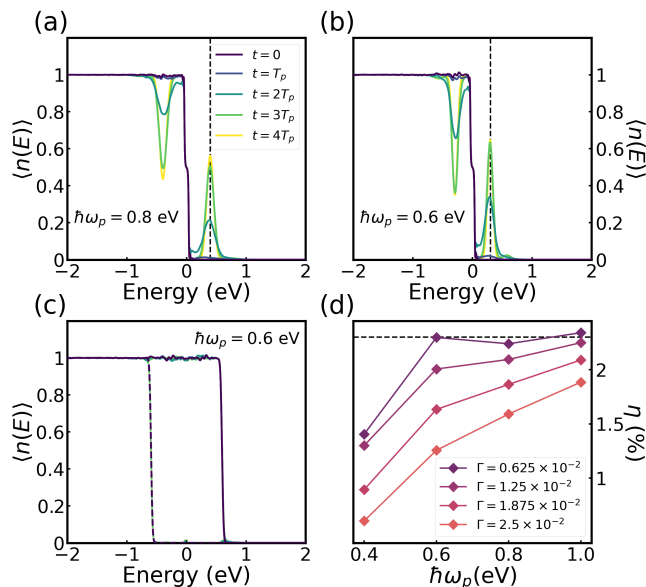 (a)
(b)
1
0.8
0.6
0.4
0.2
0
⟨n(E)⟩
t = 0
t = T_p
t = 2T_p
t = 3T_p
t = 4T_p
ħω_p = 0.8 eV
−2 −1 0 1 2
Energy (eV)
ħω_p = 0.6 eV
1
0.8
0.6
0.4
0.2
0
⟨n(E)⟩
−2 −1 0 1 2
Energy (eV)
(c)
(d)
ħω_p = 0.6 eV
1
0.8
0.6
0.4
0.2
0
⟨n(E)⟩
−2 −1 0 1 2
Energy (eV)
2
1.5
1
η (%)
Γ = 0.625 × 10⁻²
Γ = 1.25 × 10⁻²
Γ = 1.875 × 10⁻²
Γ = 2.5 × 10⁻²
0.4 0.6 0.8 1.0
ħω_p(eV)